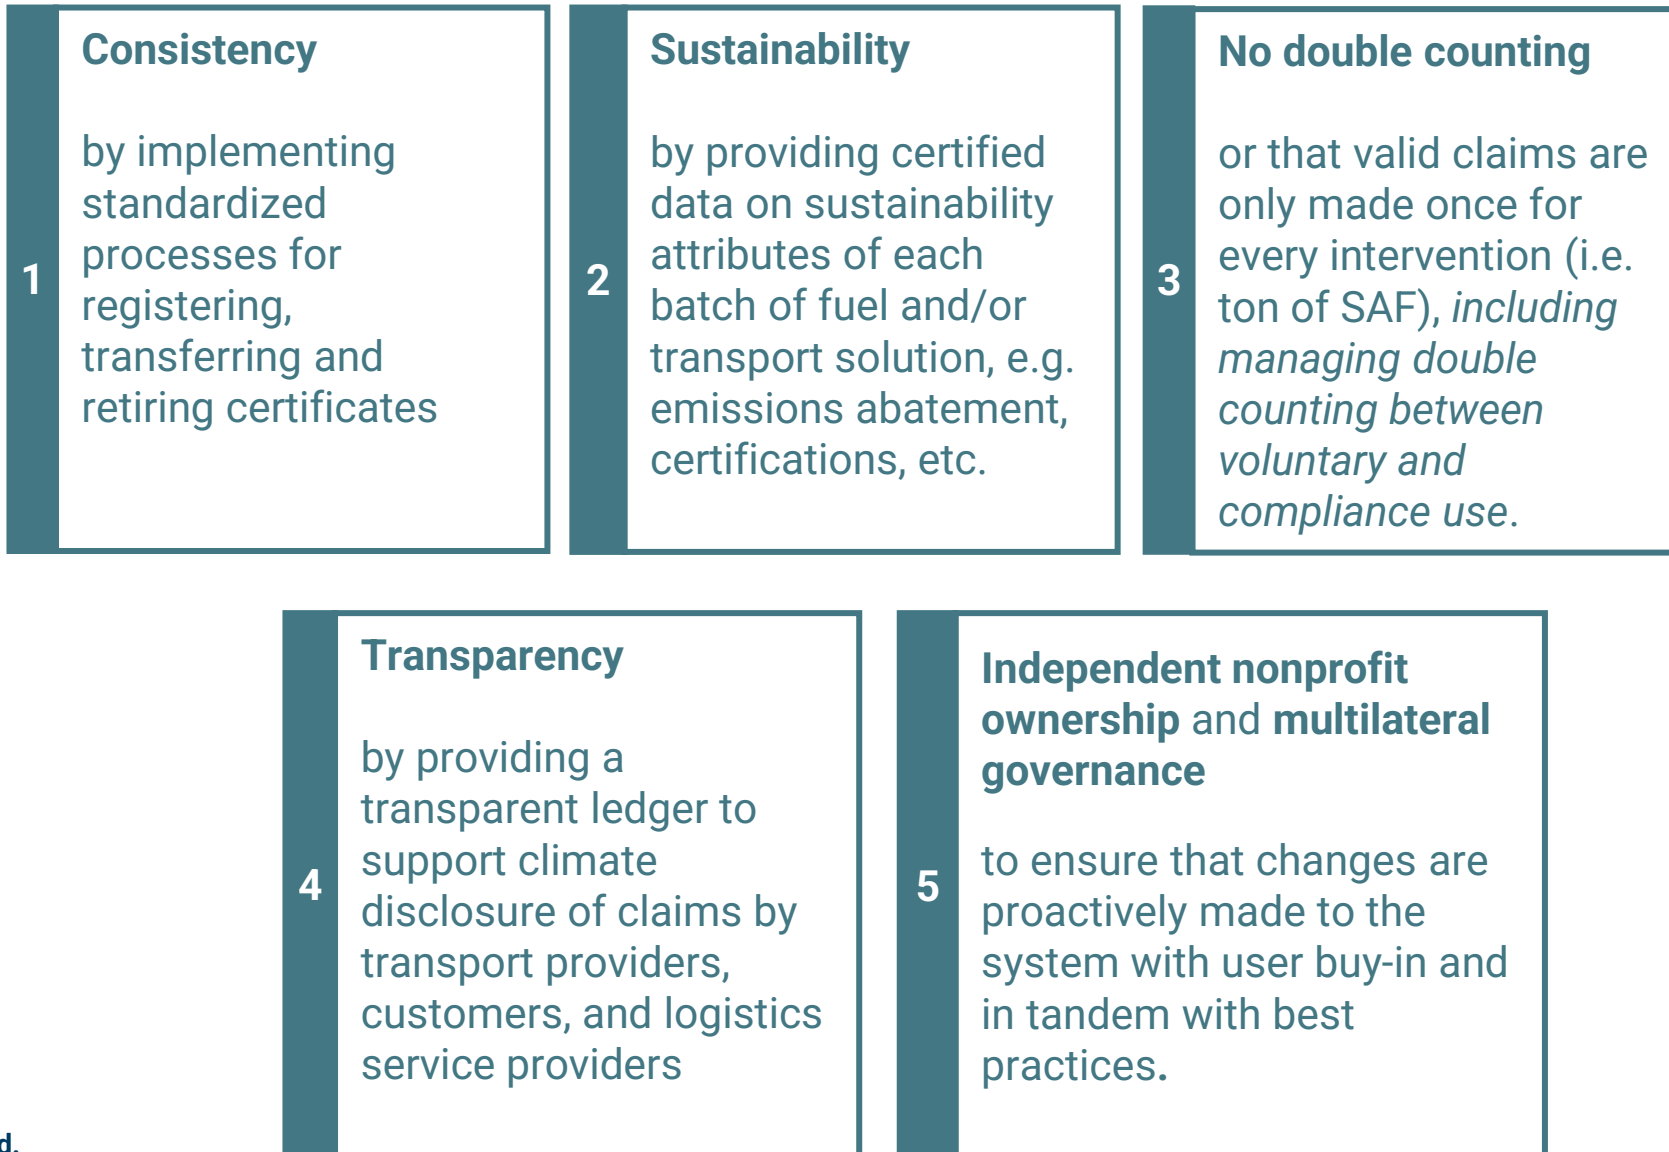 1
Consistency
by implementing
standardized
processes for
registering,
transferring and
retiring certificates
2
Sustainability
by providing certified
data on sustainability
attributes of each
batch of fuel and/or
transport solution, e.g.
emissions abatement,
certifications, etc.
3
No double counting
or that valid claims are
only made once for
every intervention (i.e.
ton of SAF), including
managing double
counting between
voluntary and
compliance use.
4
Transparency
by providing a
transparent ledger to
support climate
disclosure of claims by
transport providers,
customers, and logistics
service providers
5
Independent nonprofit
ownership and multilateral
governance
to ensure that changes are
proactively made to the
system with user buy-in and
in tandem with best
practices.
d.